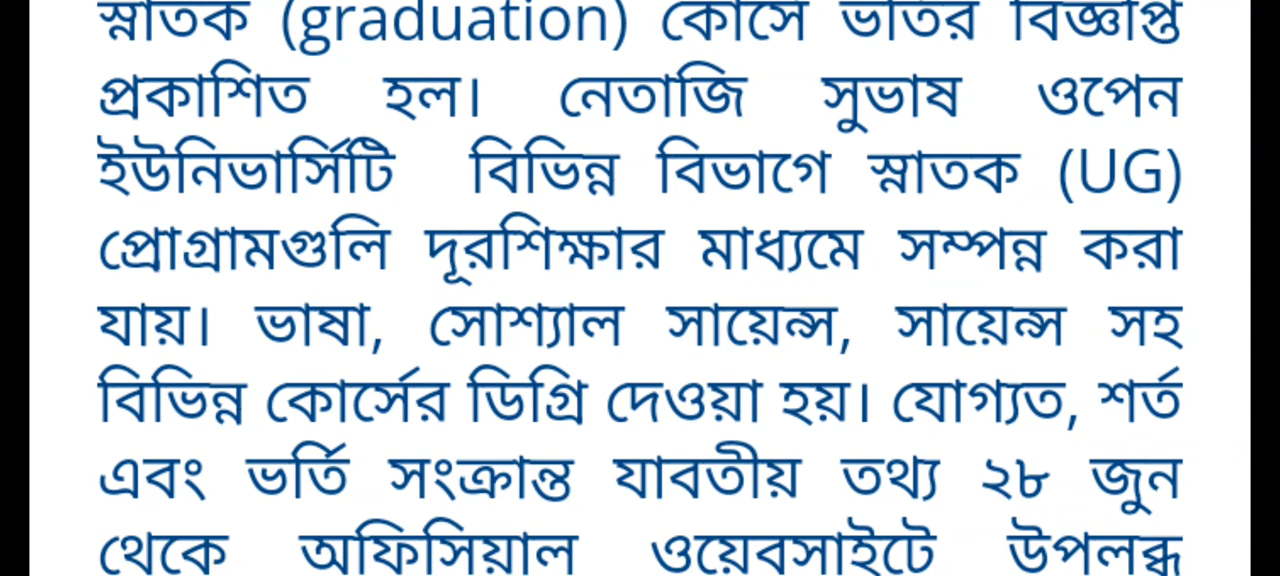 স্নাতক (graduation) কোর্সে ভর্তির বিজ্ঞপ্তি
প্রকাশিত হল। নেতাজি সুভাষ ওপেন
ইউনিভার্সিটি বিভিন্ন বিভাগে স্নাতক (UG)
প্রোগ্রামগুলি দূরশিক্ষার মাধ্যমে সম্পন্ন করা
যায়। ভাষা, সোশ্যাল সায়েন্স, সায়েন্স সহ
বিভিন্ন কোর্সের ডিগ্রি দেওয়া হয়। যোগ্যত, শর্ত
এবং ভর্তি সংক্রান্ত যাবতীয় তথ্য ২৮ জুন
থেকে অফিসিয়াল ওয়েবসাইটে উপলব্ধ